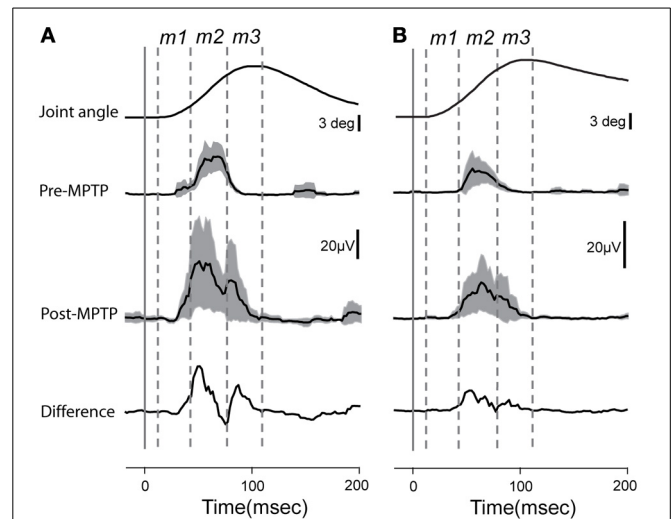 A
m1 m2 m3
Joint angle
3 deg
Pre-MPTP
20μV
Post-MPTP
Difference
0 100 200
Time(msec)
B
m1 m2 m3
3 deg
20μV
0 100 200
Time(msec)